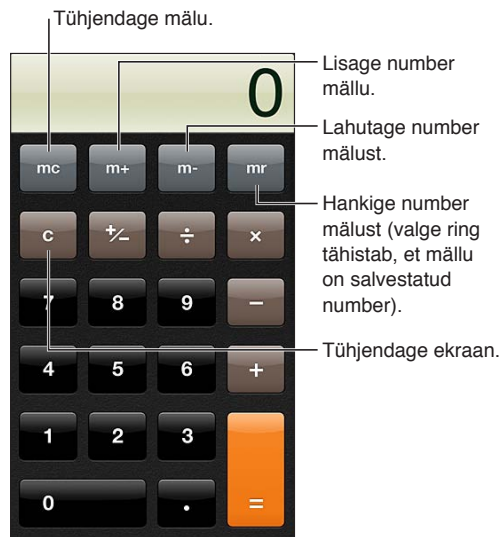 Tühjendage mälu.
0
Lisage number
mällu.
Lahutage number
mälust.
mc m+ m- mr
Hankige number
mälust (valge ring
tähistab, et mällu
on salvestatud
number).
c +/− ÷ ×
7 8 9 −
Tühjendage ekraan.
4 5 6 +
1 2 3
0 . =